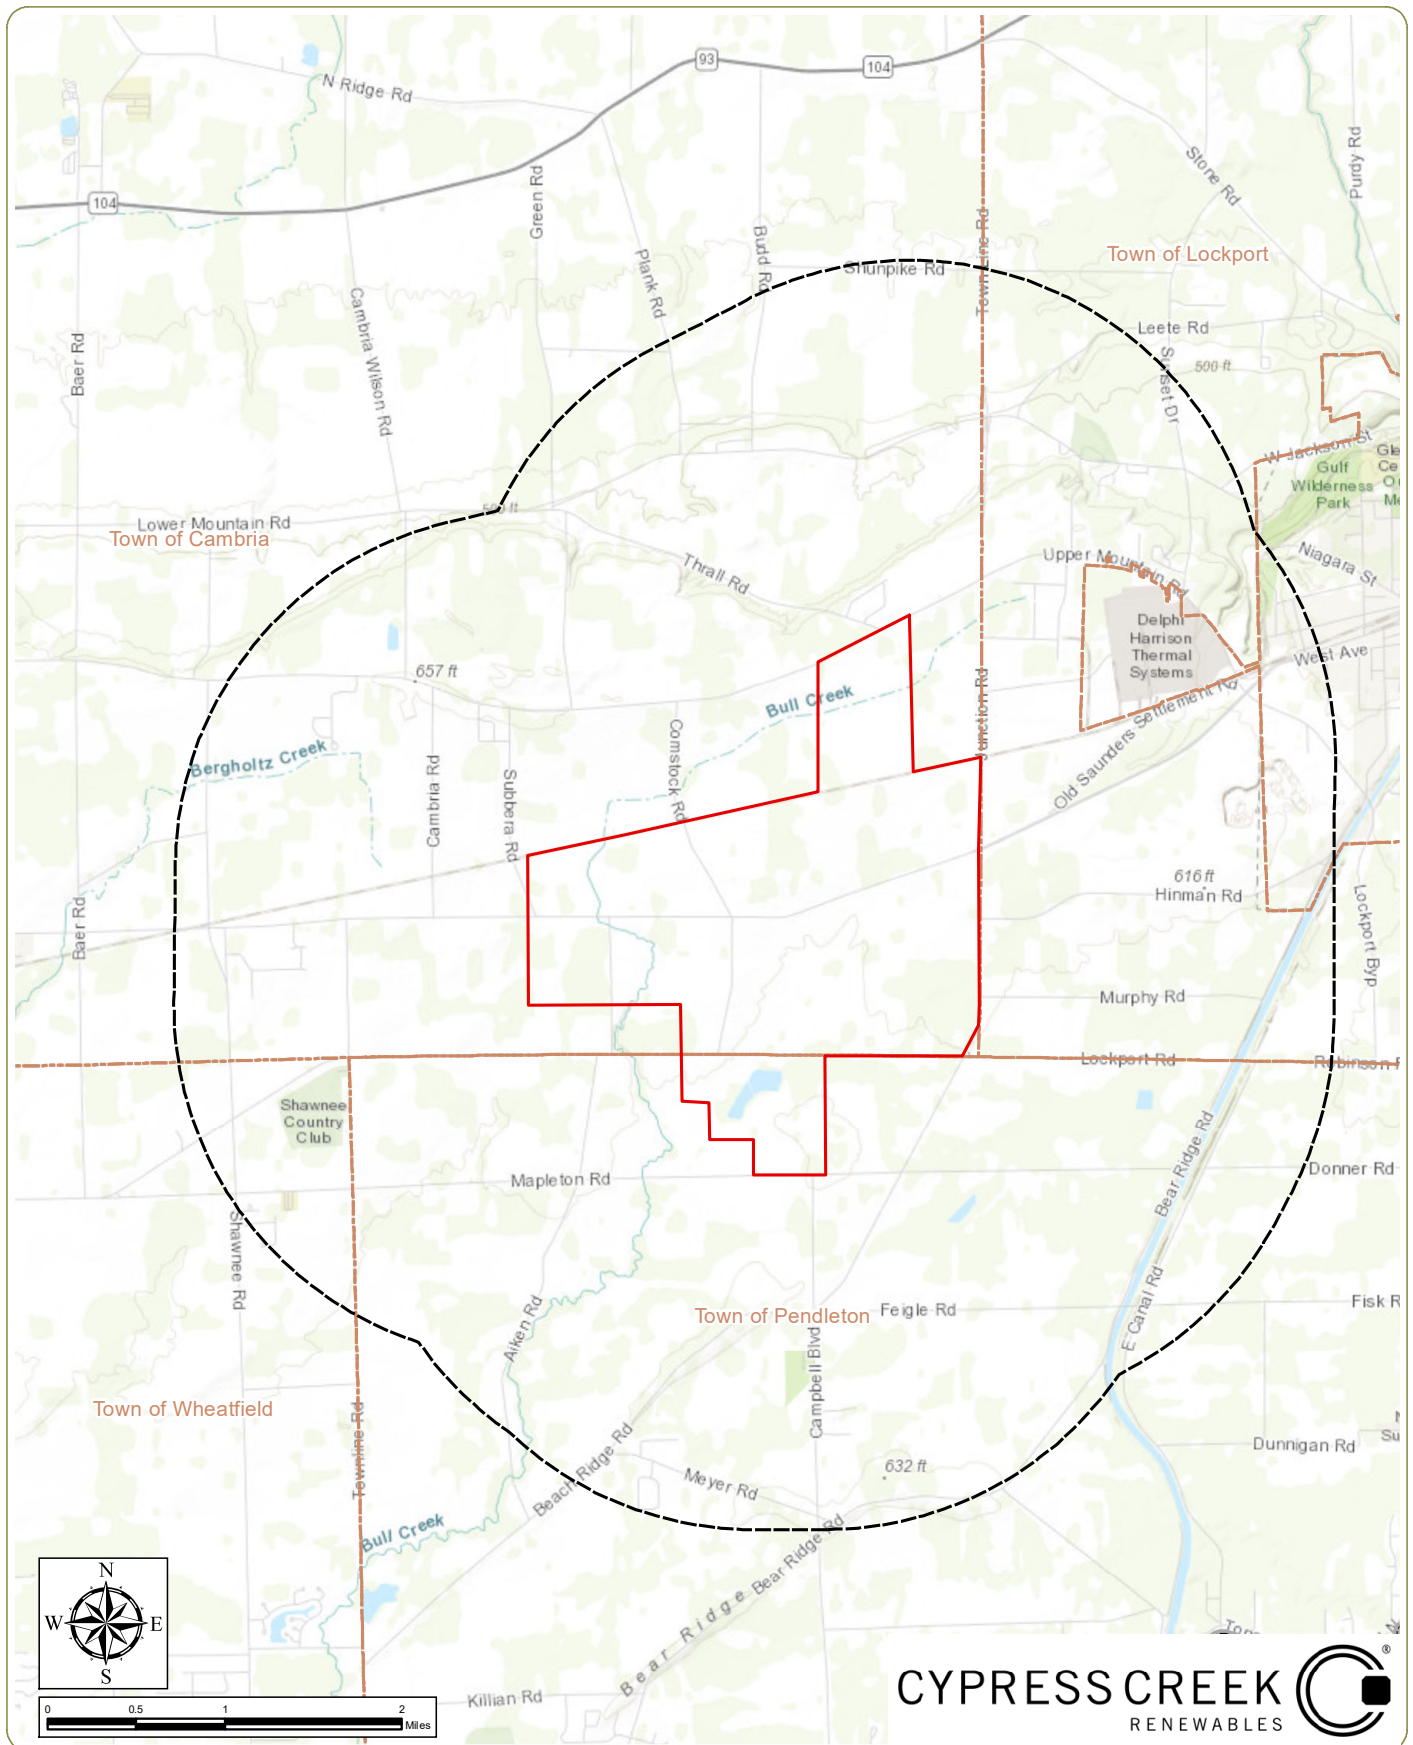 93
104
N Ridge Rd
Purdy Rd
Stone Rd
104
Green Rd
Plank Rd
Budd Rd
Town Line Rd
Town of Lockport
Shunpike Rd
Leete Rd
Baer Rd
Cambria Wilson Rd
Sunset Dr
500 ft
W Jackson St
Gulf
Wilderness
Park
500 ft
Lower Mountain Rd
Town of Cambria
Thrall Rd
Upper Mountain Rd
Niagara St
Delphi
Harrison
Thermal
Systems
West Ave
657 ft
Bull Creek
Junction Rd
Old Saunders Settlement Rd
Bergholtz Creek
Comstock Rd
Cambria Rd
Subbera Rd
616 ft
Hinman Rd
Baer Rd
Lockport Byp
Murphy Rd
Lockport Rd
Robinson R
Shawnee
Country
Club
Bear Ridge Rd
Mapleton Rd
Donner Rd
Shawnee Rd
Aiken Rd
Town of Pendleton
Feigle Rd
E Canal Rd
Fisk R
Campbell Blvd
Town of Wheatfield
Townline Rd
Beach Ridge Rd
Dunnigan Rd
Su
Meyer Rd
632 ft
Bull Creek
Bear Ridge Rd
Bear Ridge
N
W E
S
Killian Rd
0 0.5 1 2
Miles
CYPRESS CREEK
RENEWABLES
®